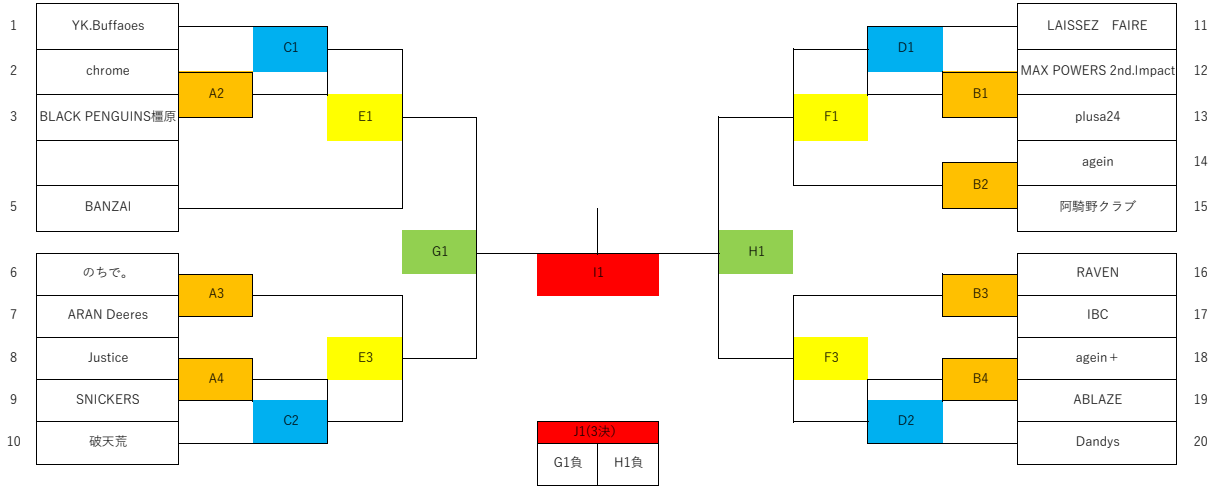 1 YK.Buffaoes
2 chrome
3 BLACK PENGUINS橿原
5 BANZAI
6 のちで。
7 ARAN Deeres
8 Justice
9 SNICKERS
10 破天荒
A2
A3
A4
C1
C2
E1
E3
G1
I1
J1(3決)
G1負 H1負
H1
F1
F3
D1
D2
B1
B2
B3
B4
LAISSEZ　FAIRE 11
MAX POWERS 2nd.Impact 12
plusa24 13
agein 14
阿騎野クラブ 15
RAVEN 16
IBC 17
agein＋ 18
ABLAZE 19
Dandys 20